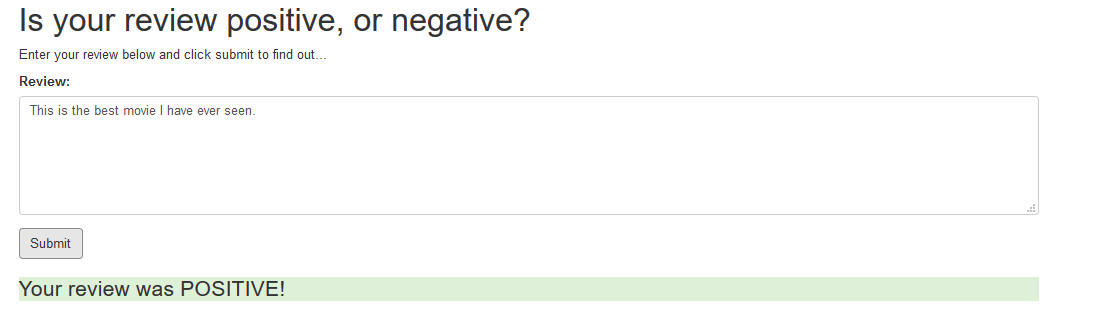 Is your review positive, or negative?
Enter your review below and click submit to find out...
Review:
This is the best movie I have ever seen.
Submit
Your review was POSITIVE!